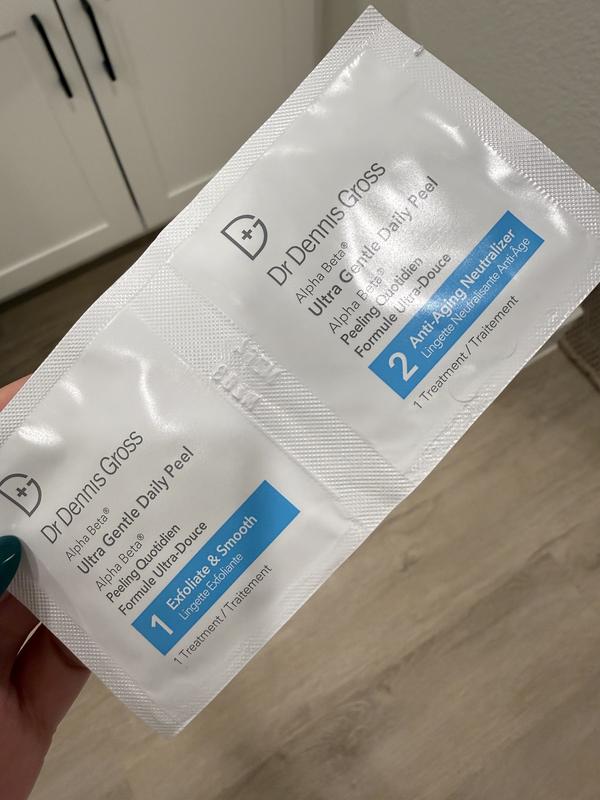 Dr Dennis Gross
Alpha Beta®
Ultra Gentle Daily Peel
Alpha Beta®
Peeling Quotidien
Formule Ultra-Douce
2 Anti-Aging Neutralizer
Lingette Neutralisante Anti-Âge
1 Treatment / Traitement
Dr Dennis Gross
Alpha Beta®
Ultra Gentle Daily Peel
Alpha Beta®
Peeling Quotidien
Formule Ultra-Douce
1 Exfoliate & Smooth
Lingette Exfoliante
1 Treatment / Traitement